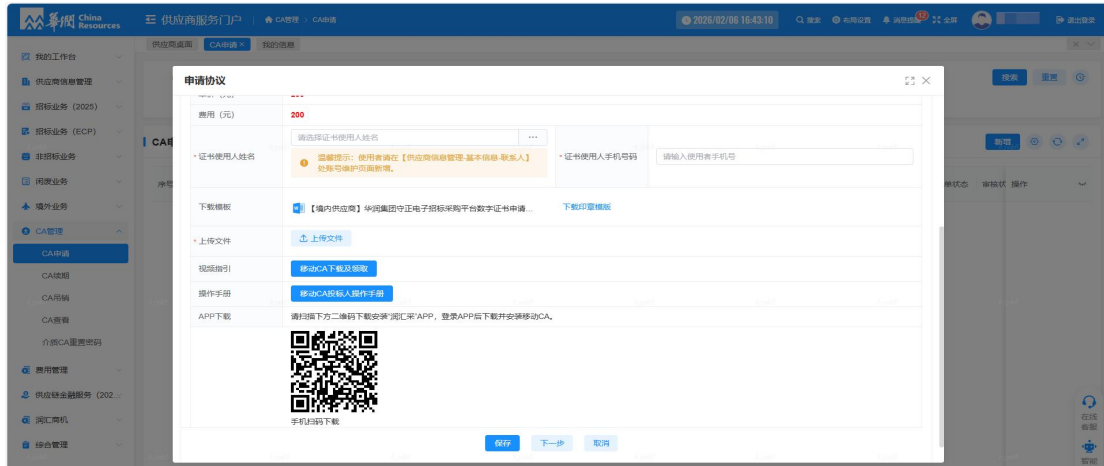 華潤 China Resources
供应商服务门户
CA管理 > CA申请
2026/02/06 16:43:10
搜索
布局设置
消息提醒
12
全屏
退出登录
供应商桌面
CA申请 ×
我的信息
我的工作台
供应商信息管理
招标业务 (2025)
招标业务 (ECP)
非招标业务
闲废业务
境外业务
CA管理
CA申请
CA续期
CA吊销
CA查看
介质CA重置密码
费用管理
供应链金融服务 (202...
润汇商机
综合管理
搜索
重置
新增
序号
单状态
审核状
操作
申请协议
费用 (元)
200
* 证书使用人姓名
请选择证书使用人姓名
...
温馨提示：使用者请在【供应商信息管理-基本信息-联系人】
处账号维护页面新增。
* 证书使用人手机号码
请输入使用者手机号
下载模板
【境内供应商】华润集团守正电子招标采购平台数字证书申请...
下载印章模版
* 上传文件
上传文件
视频指引
移动CA下载及领取
操作手册
移动CA投标人操作手册
APP下载
请扫描下方二维码下载安装“润汇采”APP，登录APP后下载并安装移动CA。
手机扫码下载
保存
下一步
取消
在线
客服
智能